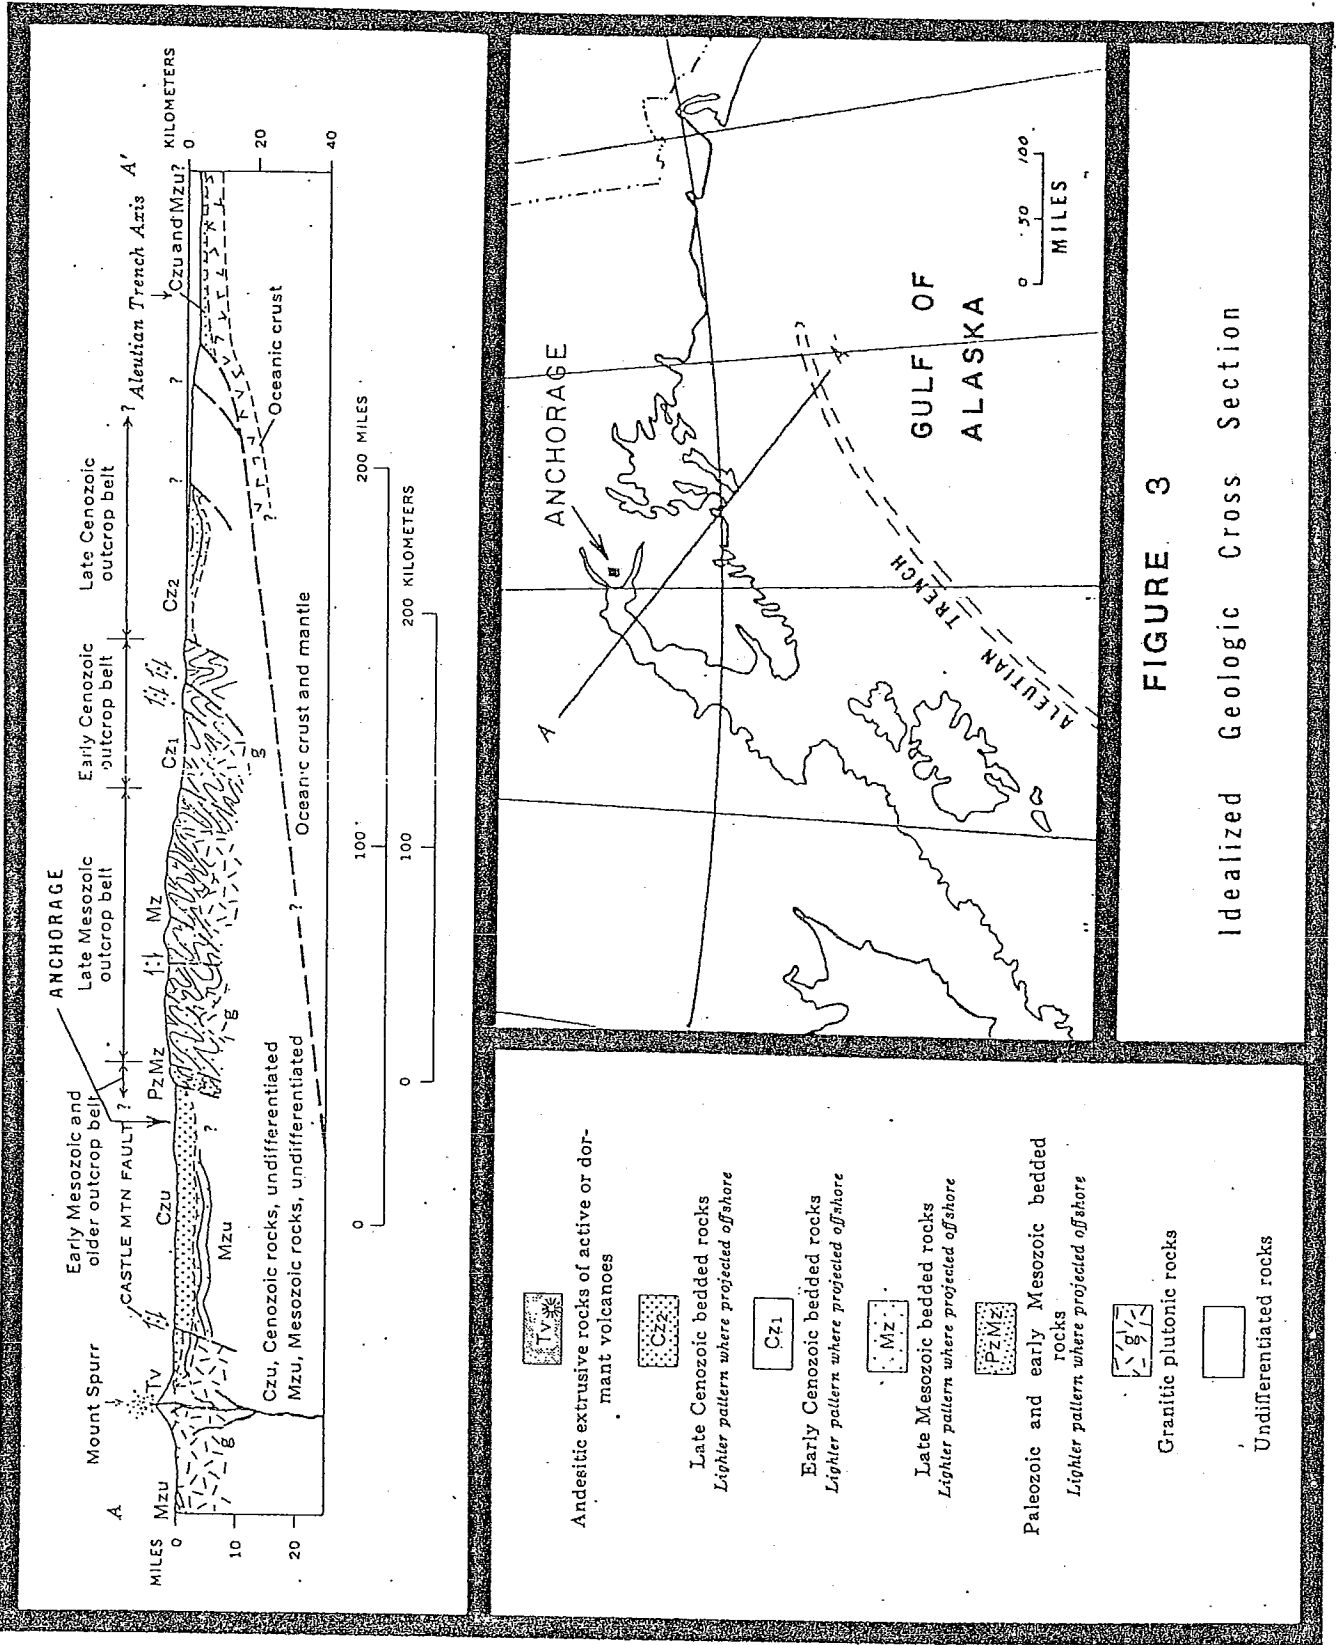 A
Mount Spurr
CASTLE MTN FAULT
Early Mesozoic and
older outcrop belt
ANCHORAGE
Late Mesozoic
outcrop belt
Early Cenozoic
outcrop belt
Late Cenozoic
outcrop belt
?
?
Aleutian Trench Axis
A'
MILES
0
10
20
Mzu
Tv
Czu
PzMz
Mz
Cz1
Cz2
?
?
Czu and Mzu?
KILOMETERS
0
20
40
g
Mzu
?
g
g
?
Oceanic crust
Czu, Cenozoic rocks, undifferentiated
Mzu, Mesozoic rocks, undifferentiated
?
Oceanic crust and mantle
0
100
200 MILES
0
100
200 KILOMETERS
Tv
Andesitic extrusive rocks of active or dor-
mant volcanoes
Cz2
Late Cenozoic bedded rocks
Lighter pattern where projected offshore
Cz1
Early Cenozoic bedded rocks
Lighter pattern where projected offshore
Mz
Late Mesozoic bedded rocks
Lighter pattern where projected offshore
PzMz
Paleozoic and early Mesozoic bedded
rocks
Lighter pattern where projected offshore
g
Granitic plutonic rocks
Undifferentiated rocks
A
ANCHORAGE
A'
GULF OF
ALASKA
ALEUTIAN TRENCH
0 50 100
MILES
FIGURE 3
Idealized Geologic Cross Section